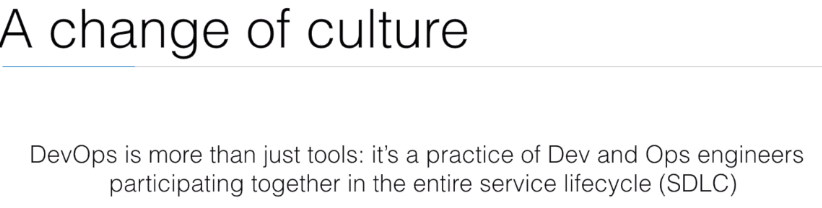 A change of culture
DevOps is more than just tools: it's a practice of Dev and Ops engineers
participating together in the entire service lifecycle (SDLC)